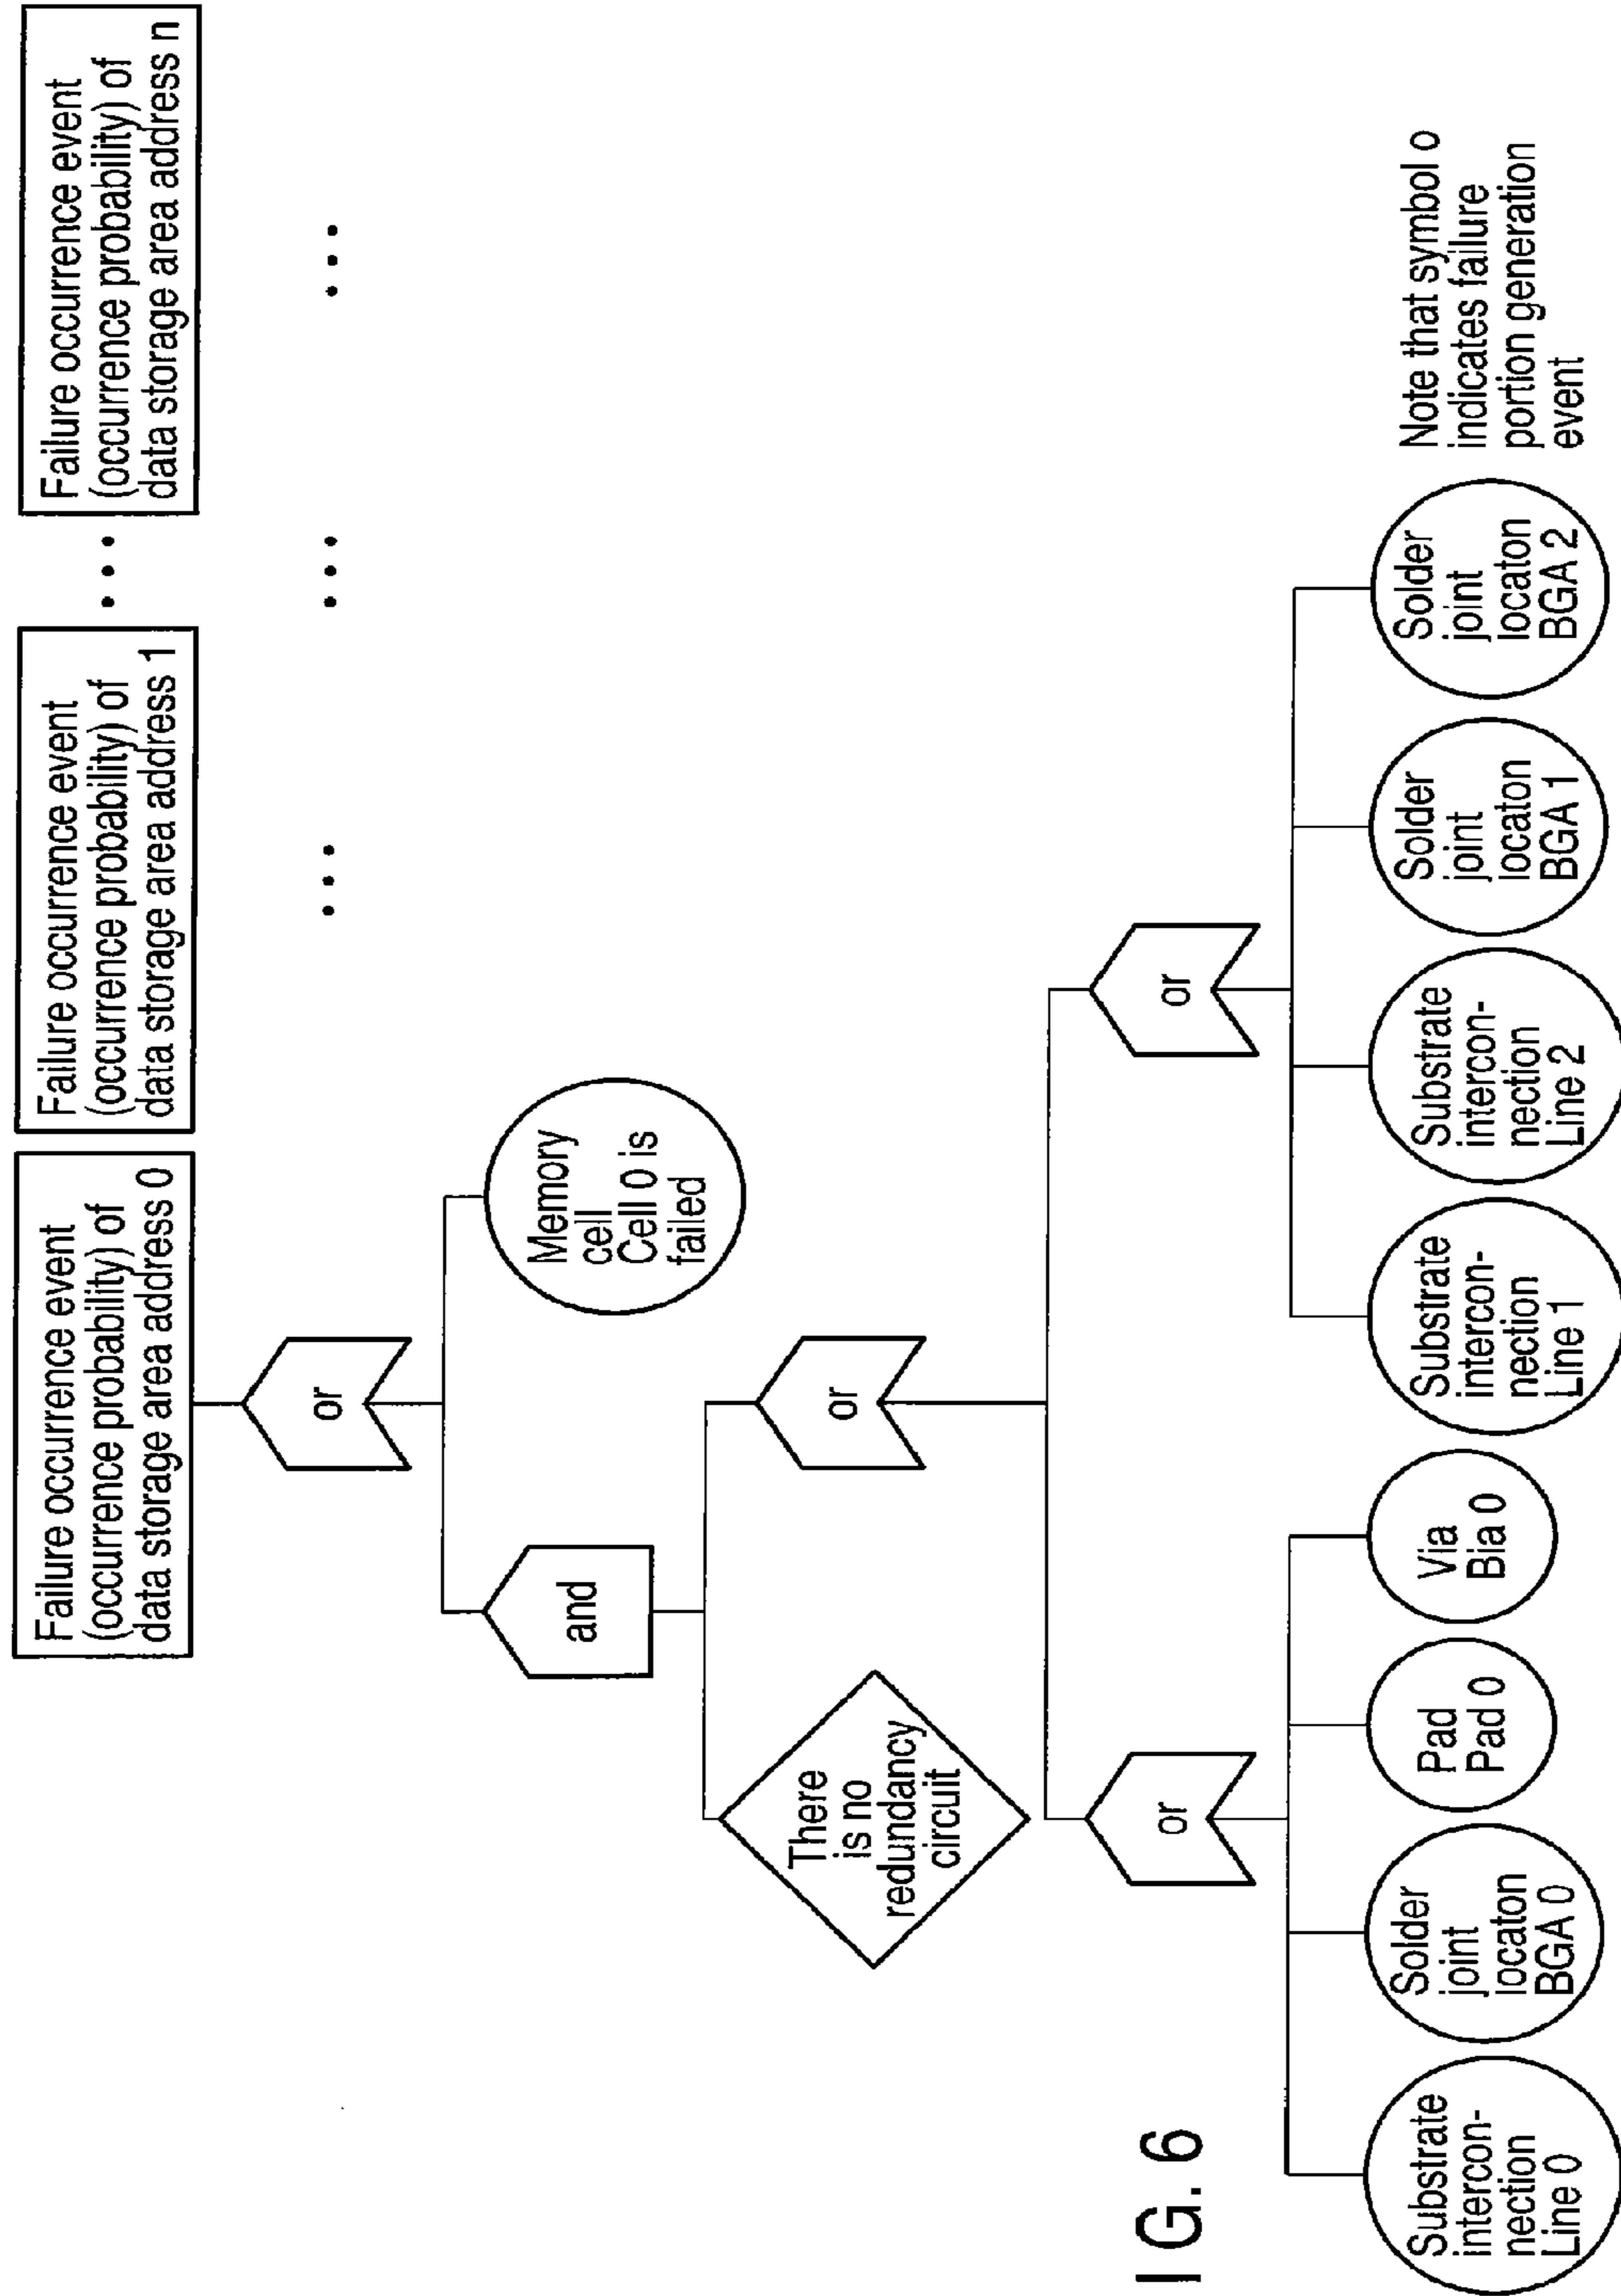 Failure occurrence event
(occurrence probability) of
data storage area address 0
Failure occurrence event
(occurrence probability) of
data storage area address 1
• • •
Failure occurrence event
(occurrence probability) of
data storage area address n
or
• • •
• • •
• • •
and
Memory
cell
Cell 0 is
failed
There
is no
redundancy
circuit
or
or
or
Substrate
intercon-
nection
Line 0
Solder
joint
locaton
BGA 0
Pad
Pad 0
Via
Bia 0
Substrate
intercon-
nection
Line 1
Substrate
intercon-
nection
Line 2
Solder
joint
locaton
BGA 1
Solder
joint
locaton
BGA 2
Note that symbol o
indicates failure
portion generation
event
I G. 6